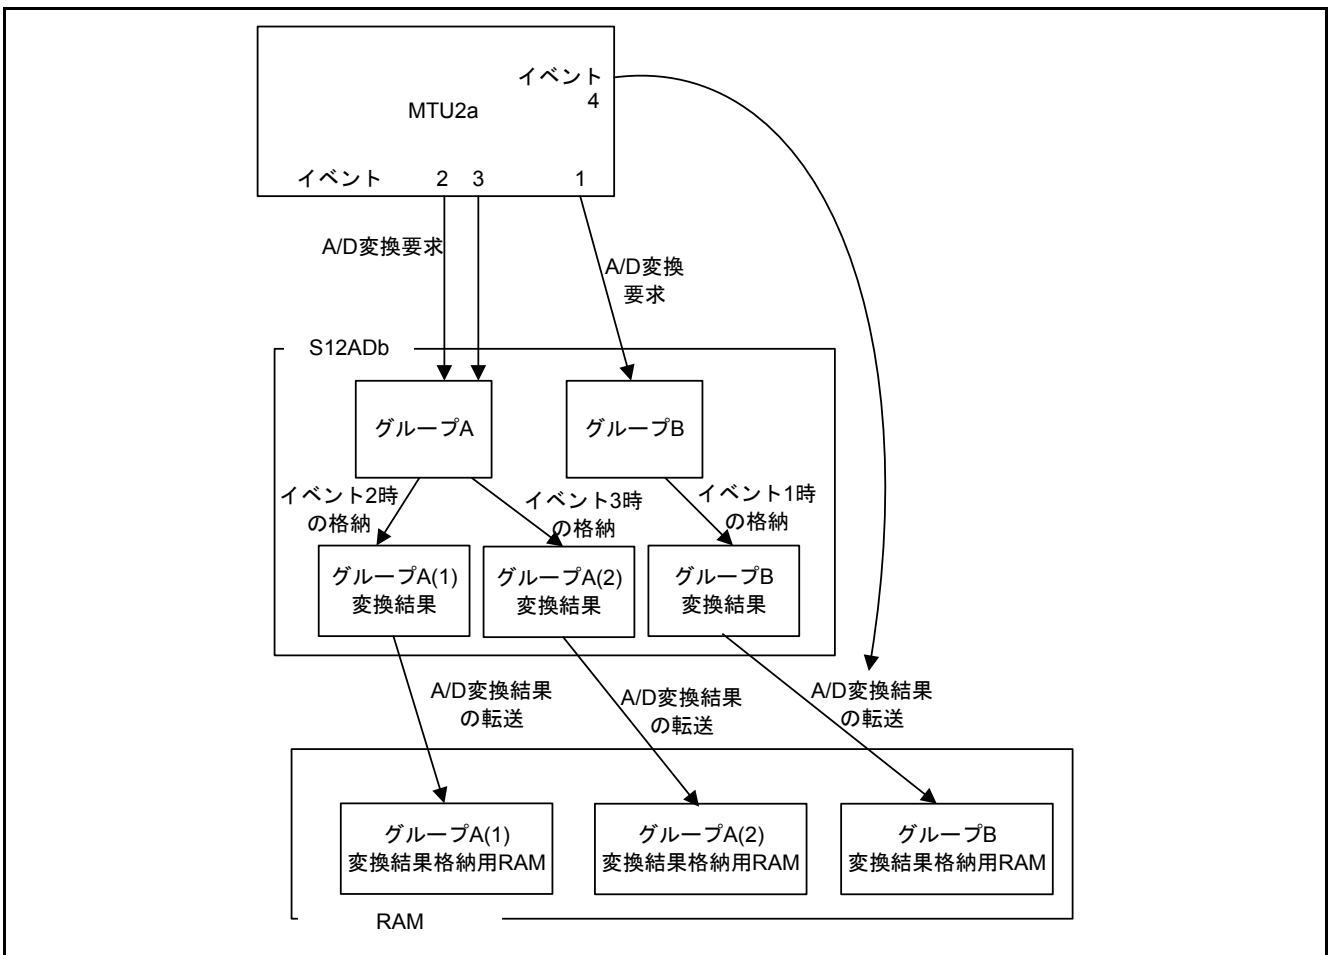 イベント
4
MTU2a
イベント 2 3 1
A/D変換要求
A/D変換
要求
S12ADb
グループA
グループB
イベント2時
の格納
イベント3時
の格納
イベント1時
の格納
グループA(1)
変換結果
グループA(2)
変換結果
グループB
変換結果
A/D変換結果
の転送
A/D変換結果
の転送
A/D変換結果
の転送
グループA(1)
変換結果格納用RAM
グループA(2)
変換結果格納用RAM
グループB
変換結果格納用RAM
RAM